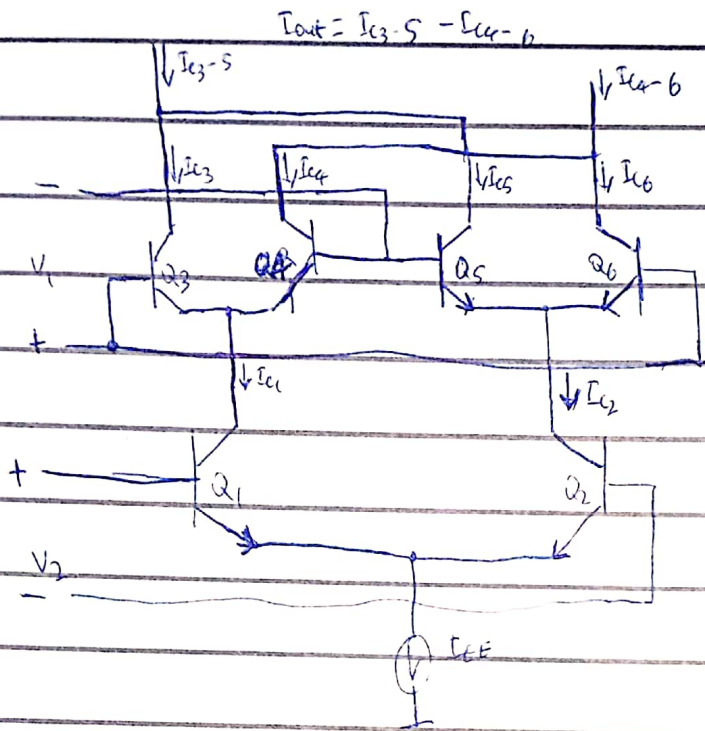 Iout = Ic3-5 - Ic4-6
Ic3-5
Ic4-6
Ic3
Ic4
Ic5
Ic6
-
V1
Q3
Q5
Q6
+
Ic1
Ic2
+
Q1
Q2
V2
-
IEE